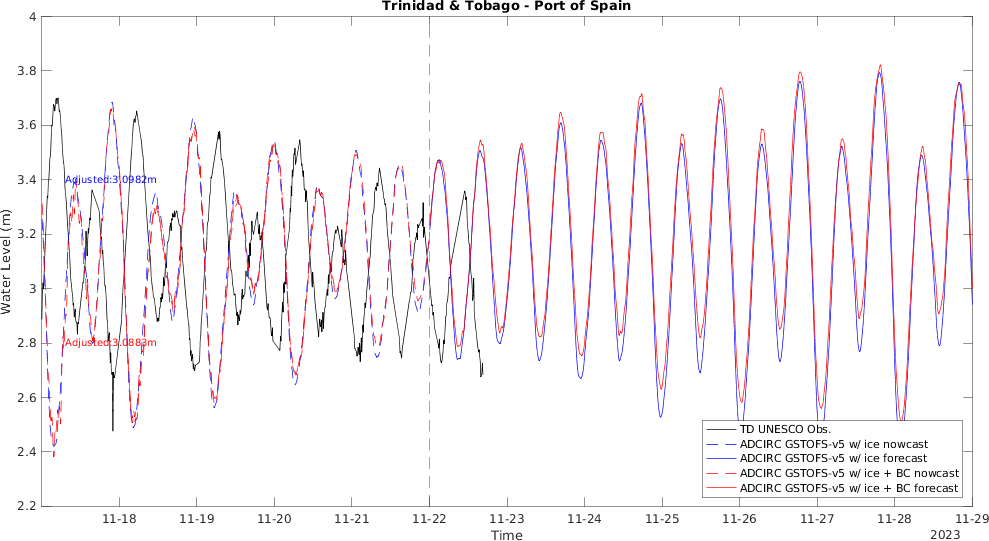 Trinidad & Tobago - Port of Spain
4
3.8
3.6
3.4
3.2
3
2.8
2.6
2.4
2.2
Water Level (m)
Adjusted:3.0982m
Adjusted:3.0883m
TD UNESCO Obs.
ADCIRC GSTOFS-v5 w/ ice nowcast
ADCIRC GSTOFS-v5 w/ ice forecast
ADCIRC GSTOFS-v5 w/ ice + BC nowcast
ADCIRC GSTOFS-v5 w/ ice + BC forecast
11-18 11-19 11-20 11-21 11-22 11-23 11-24 11-25 11-26 11-27 11-28 11-29
Time
2023